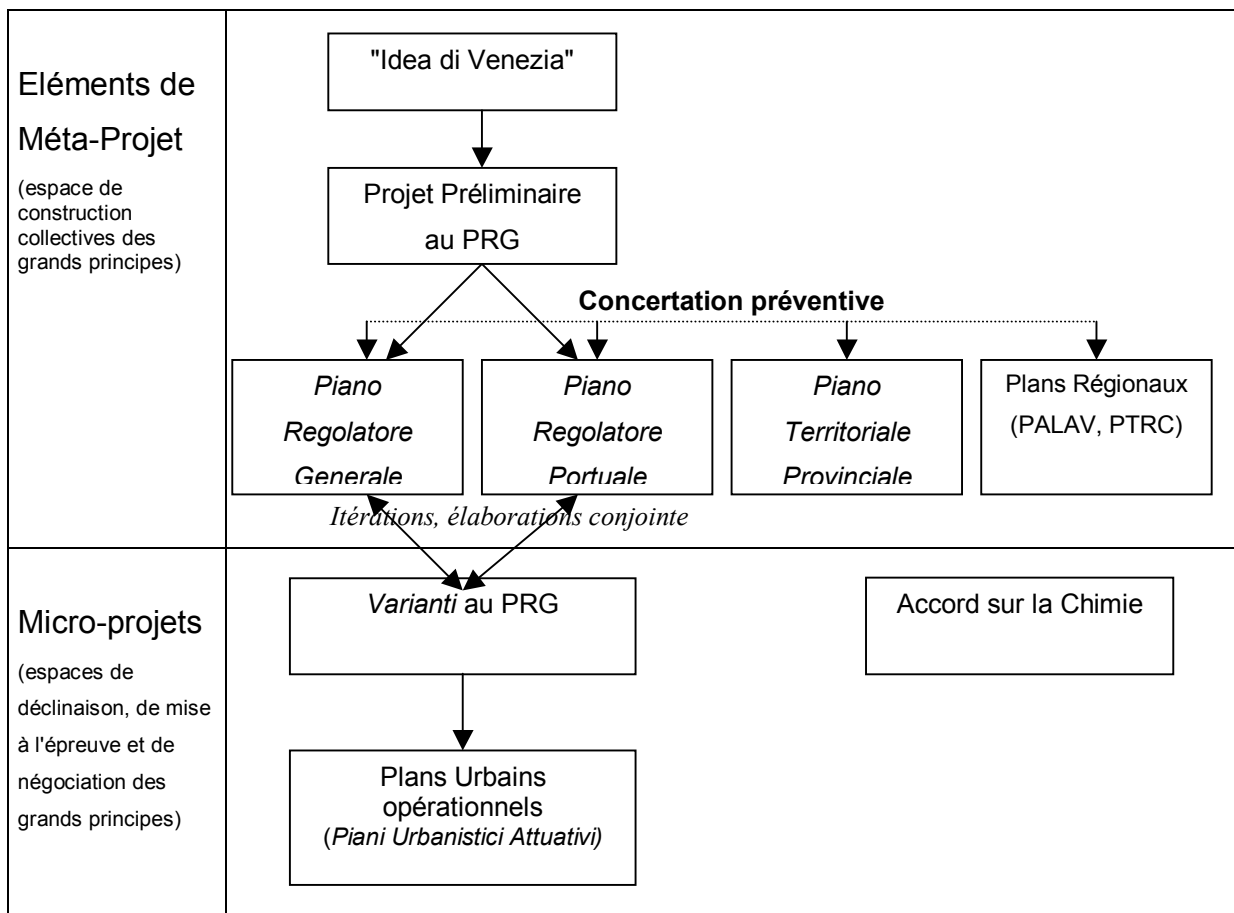 Eléments de
Méta-Projet
(espace de
construction
collectives des
grands principes)
"Idea di Venezia"
Projet Préliminaire
au PRG
Concertation préventive
Piano
Regolatore
Generale
Piano
Regolatore
Portuale
Piano
Territoriale
Provinciale
Plans Régionaux
(PALAV, PTRC)
Itérations, élaborations conjointe
Micro-projets
(espaces de
déclinaison, de mise
à l'épreuve et de
négociation des
grands principes)
Varianti au PRG
Accord sur la Chimie
Plans Urbains
opérationnels
(Piani Urbanistici Attuativi)